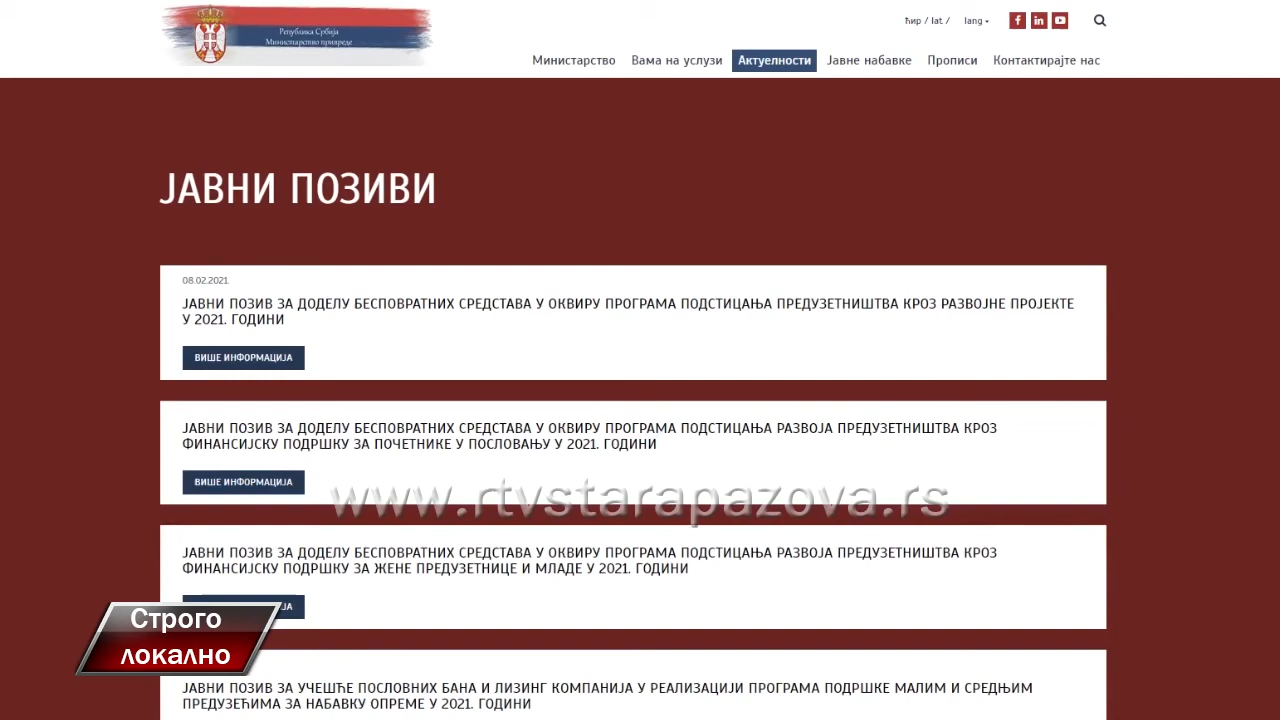 Република Србија
Министарство привреде
ћир / lat /
lang
Министарство
Вама на услузи
Актуелности
Јавне набавке
Прописи
Контактирајте нас
ЈАВНИ ПОЗИВИ
08.02.2021.
ЈАВНИ ПОЗИВ ЗА ДОДЕЛУ БЕСПОВРАТНИХ СРЕДСТАВА У ОКВИРУ ПРОГРАМА ПОДСТИЦАЊА ПРЕДУЗЕТНИШТВА КРОЗ РАЗВОЈНЕ ПРОЈЕКТЕ
У 2021. ГОДИНИ
ВИШЕ ИНФОРМАЦИЈА
ЈАВНИ ПОЗИВ ЗА ДОДЕЛУ БЕСПОВРАТНИХ СРЕДСТАВА У ОКВИРУ ПРОГРАМА ПОДСТИЦАЊА РАЗВОЈА ПРЕДУЗЕТНИШТВА КРОЗ
ФИНАНСИЈСКУ ПОДРШКУ ЗА ПОЧЕТНИКЕ У ПОСЛОВАЊУ У 2021. ГОДИНИ
ВИШЕ ИНФОРМАЦИЈА
www.rtvstarapazova.rs
ЈАВНИ ПОЗИВ ЗА ДОДЕЛУ БЕСПОВРАТНИХ СРЕДСТАВА У ОКВИРУ ПРОГРАМА ПОДСТИЦАЊА РАЗВОЈА ПРЕДУЗЕТНИШТВА КРОЗ
ФИНАНСИЈСКУ ПОДРШКУ ЗА ЖЕНЕ ПРЕДУЗЕТНИЦЕ И МЛАДЕ У 2021. ГОДИНИ
Строго
локално
ЈАВНИ ПОЗИВ ЗА УЧЕШЋЕ ПОСЛОВНИХ БАНА И ЛИЗИНГ КОМПАНИЈА У РЕАЛИЗАЦИЈИ ПРОГРАМА ПОДРШКЕ МАЛИМ И СРЕДЊИМ
ПРЕДУЗЕЋИМА ЗА НАБАВКУ ОПРЕМЕ У 2021. ГОДИНИ